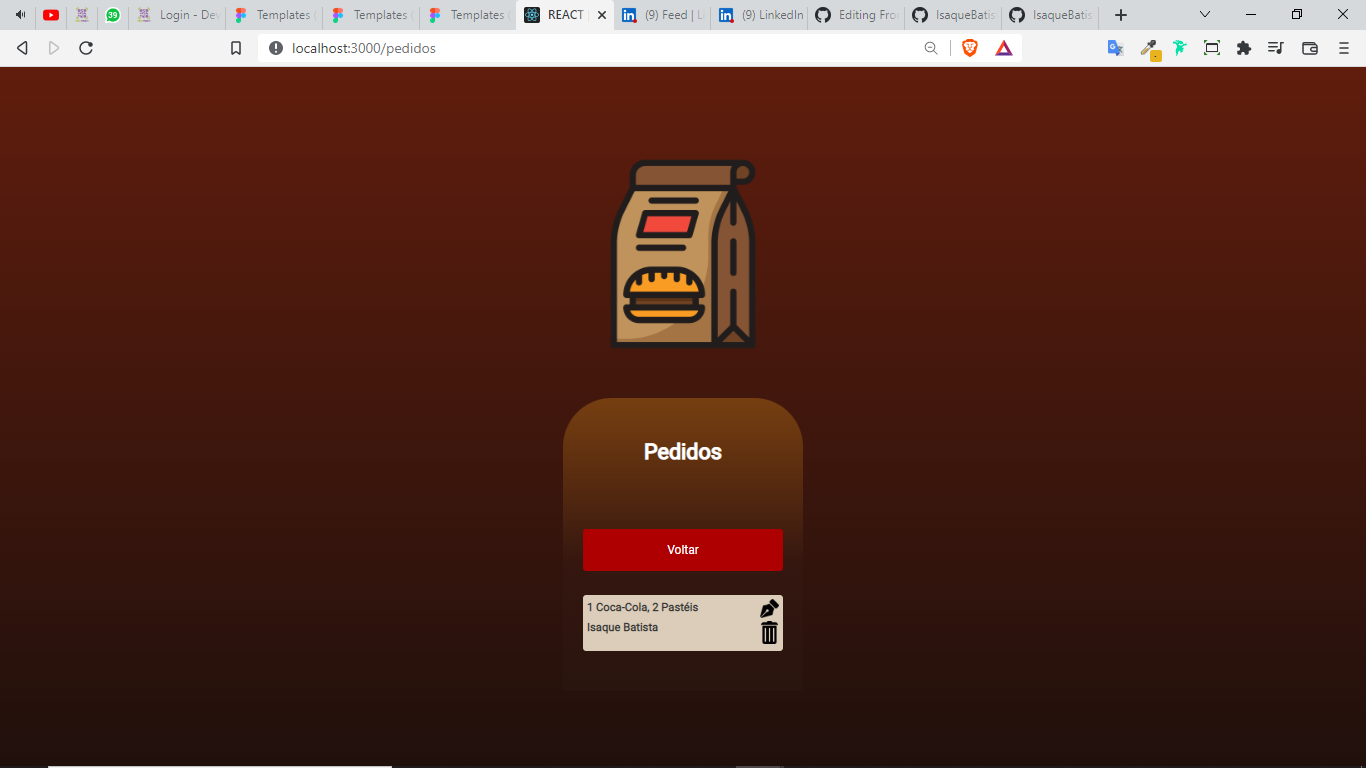 39
Login - Dev
Templates (
Templates (
Templates (
REACT
(9) Feed | Li
(9) LinkedIn
Editing Fro
IsaqueBatis
IsaqueBatis
localhost:3000/pedidos
Pedidos
Voltar
1 Coca-Cola, 2 Pastéis
Isaque Batista